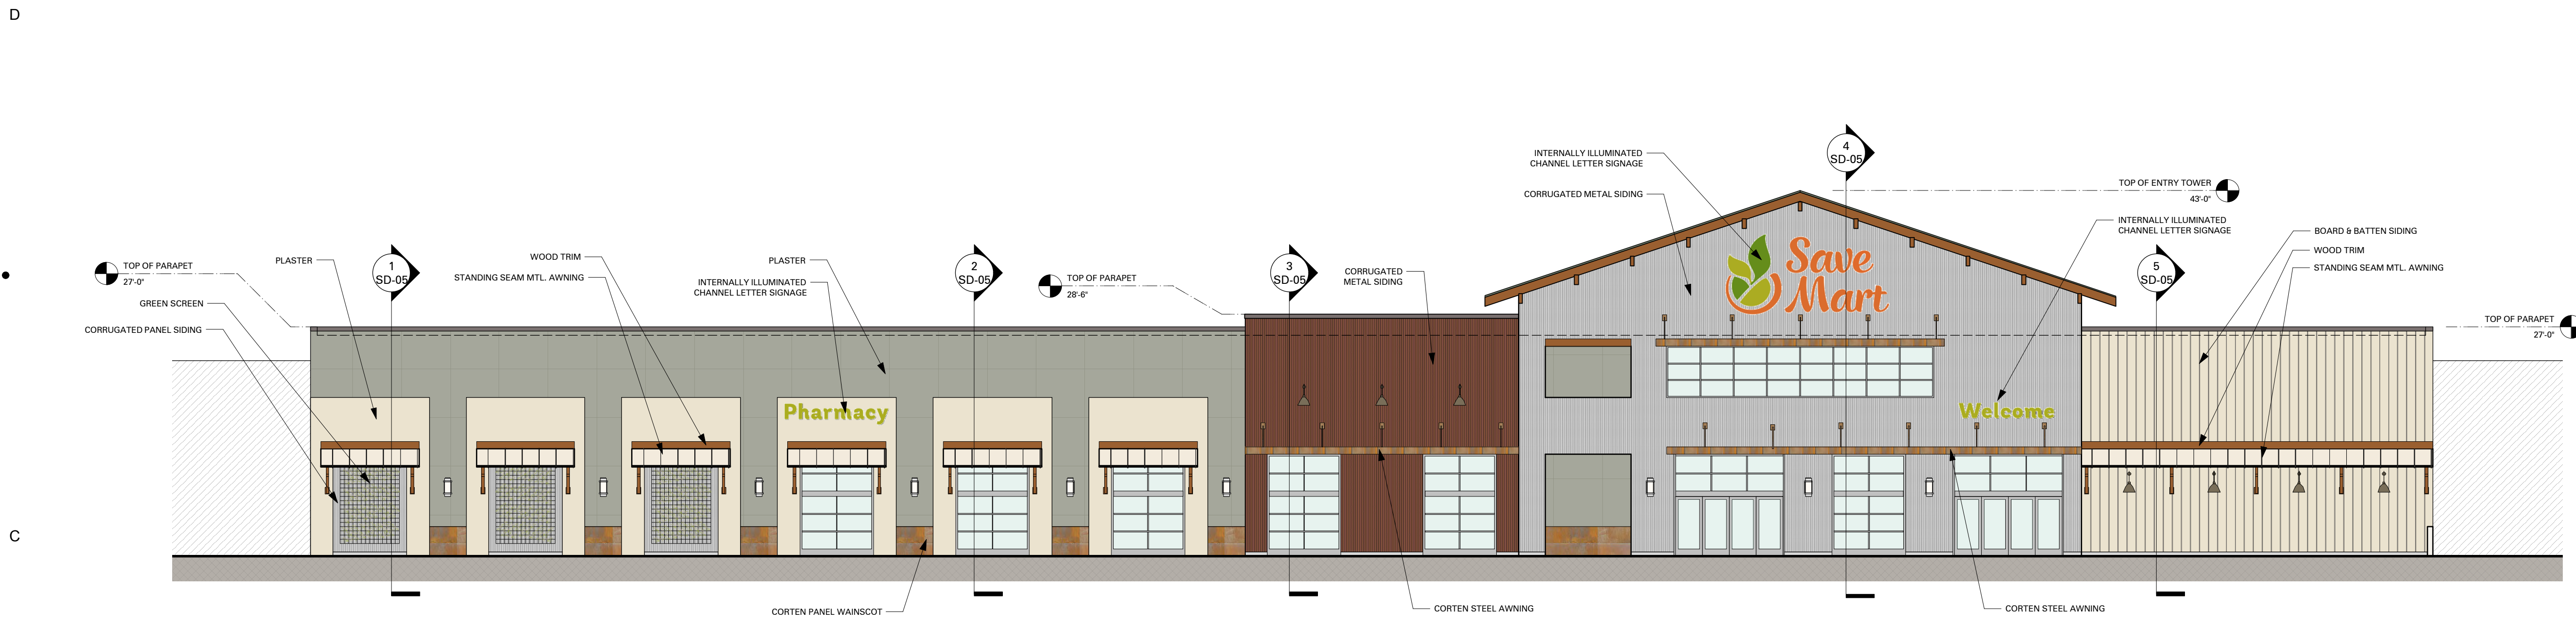 D
4
SD-05
INTERNALLY ILLUMINATED
CHANNEL LETTER SIGNAGE
CORRUGATED METAL SIDING
TOP OF ENTRY TOWER
43'-0"
INTERNALLY ILLUMINATED
CHANNEL LETTER SIGNAGE
BOARD & BATTEN SIDING
WOOD TRIM
STANDING SEAM MTL. AWNING
TOP OF PARAPET
27'-0"
PLASTER
1
SD-05
WOOD TRIM
STANDING SEAM MTL. AWNING
PLASTER
INTERNALLY ILLUMINATED
CHANNEL LETTER SIGNAGE
2
SD-05
TOP OF PARAPET
28'-6"
3
SD-05
CORRUGATED
METAL SIDING
5
SD-05
GREEN SCREEN
CORRUGATED PANEL SIDING
TOP OF PARAPET
27'-0"
Save
Mart
Pharmacy
Welcome
C
CORTEN PANEL WAINSCOT
CORTEN STEEL AWNING
CORTEN STEEL AWNING